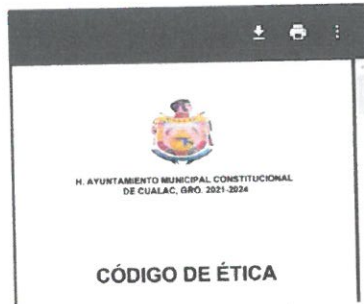 H. AYUNTAMIENTO MUNICIPAL CONSTITUCIONAL
DE CUALAC, GRO. 2021-2024
CÓDIGO DE ÉTICA